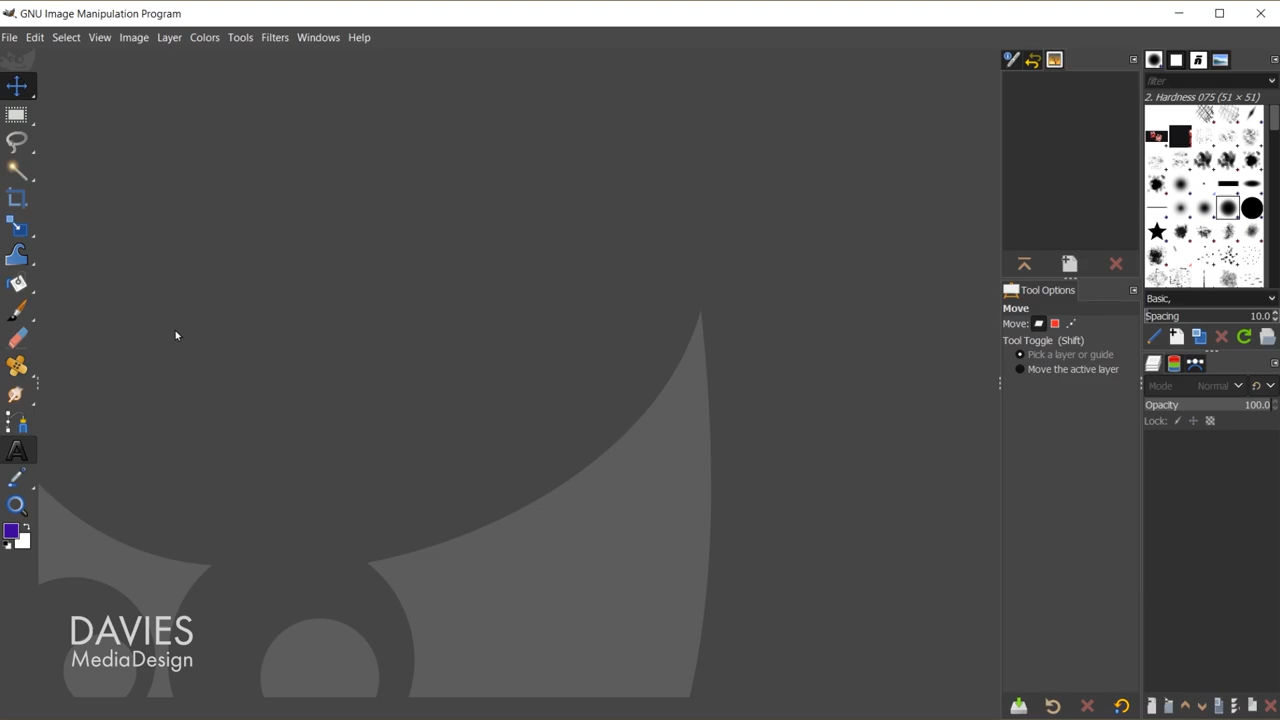 GNU Image Manipulation Program
File Edit Select View Image Layer Colors Tools Filters Windows Help
filter
2. Hardness 075 (51 × 51)
Basic,
Spacing 10.0
Tool Options
Move
Move:
Tool Toggle (Shift)
Pick a layer or guide
Move the active layer
Mode Normal
Opacity 100.0
Lock:
DAVIES
MediaDesign